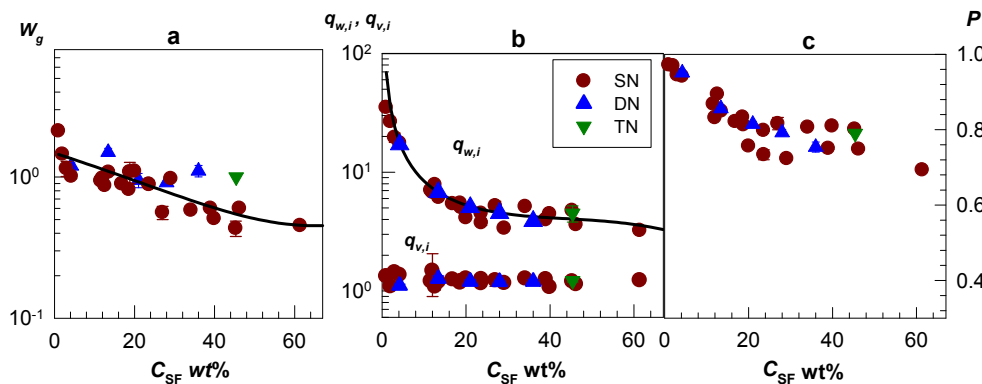 W_g
a
10^0
10^-1
0 20 40 60
C_SF wt%
q_w,i , q_v,i
b
10^2
10^1
10^0
SN
DN
TN
q_w,i
q_v,i
0 20 40 60
C_SF wt%
P
c
1.0
0.8
0.6
0.4
0 20 40 60
C_SF wt%